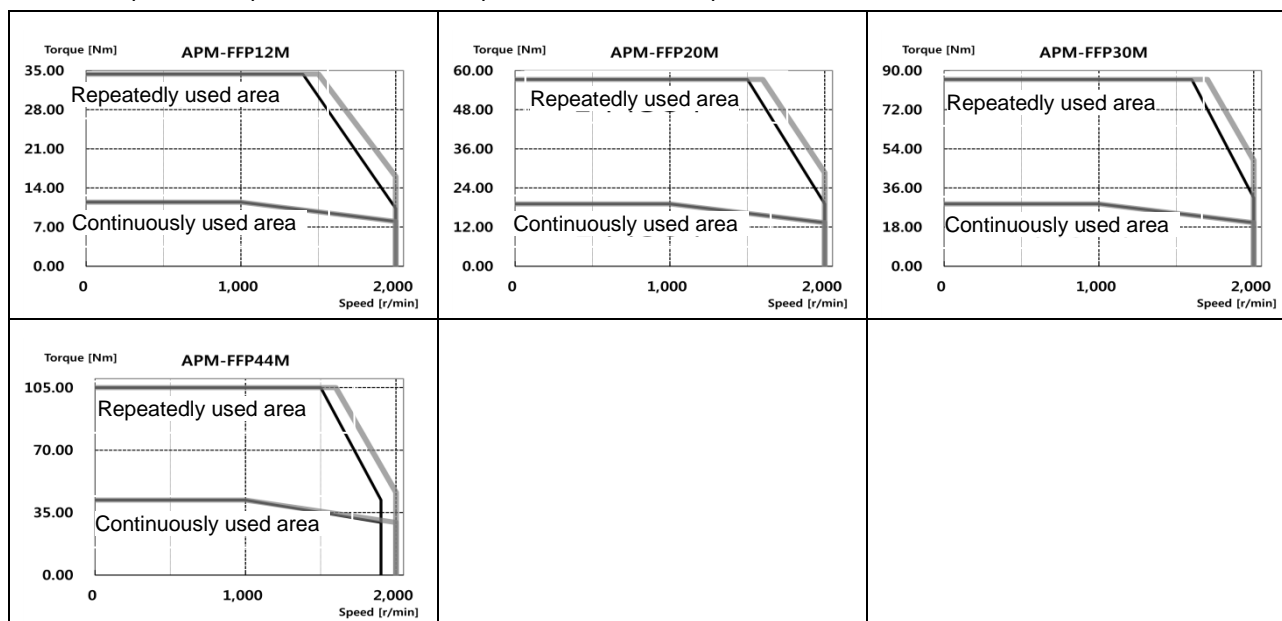 Torque [Nm] APM-FFP12M
35.00
Repeatedly used area
28.00
21.00
14.00
Continuously used area
7.00
0.00
0 1,000 2,000
Speed [r/min]
Torque [Nm] APM-FFP20M
60.00
Repeatedly used area
48.00
36.00
24.00
Continuously used area
12.00
0.00
0 1,000 2,000
Speed [r/min]
Torque [Nm] APM-FFP30M
90.00
Repeatedly used area
72.00
54.00
36.00
Continuously used area
18.00
0.00
0 1,000 2,000
Speed [r/min]
Torque [Nm] APM-FFP44M
105.00
Repeatedly used area
70.00
35.00
Continuously used area
0.00
0 1,000 2,000
Speed [r/min]